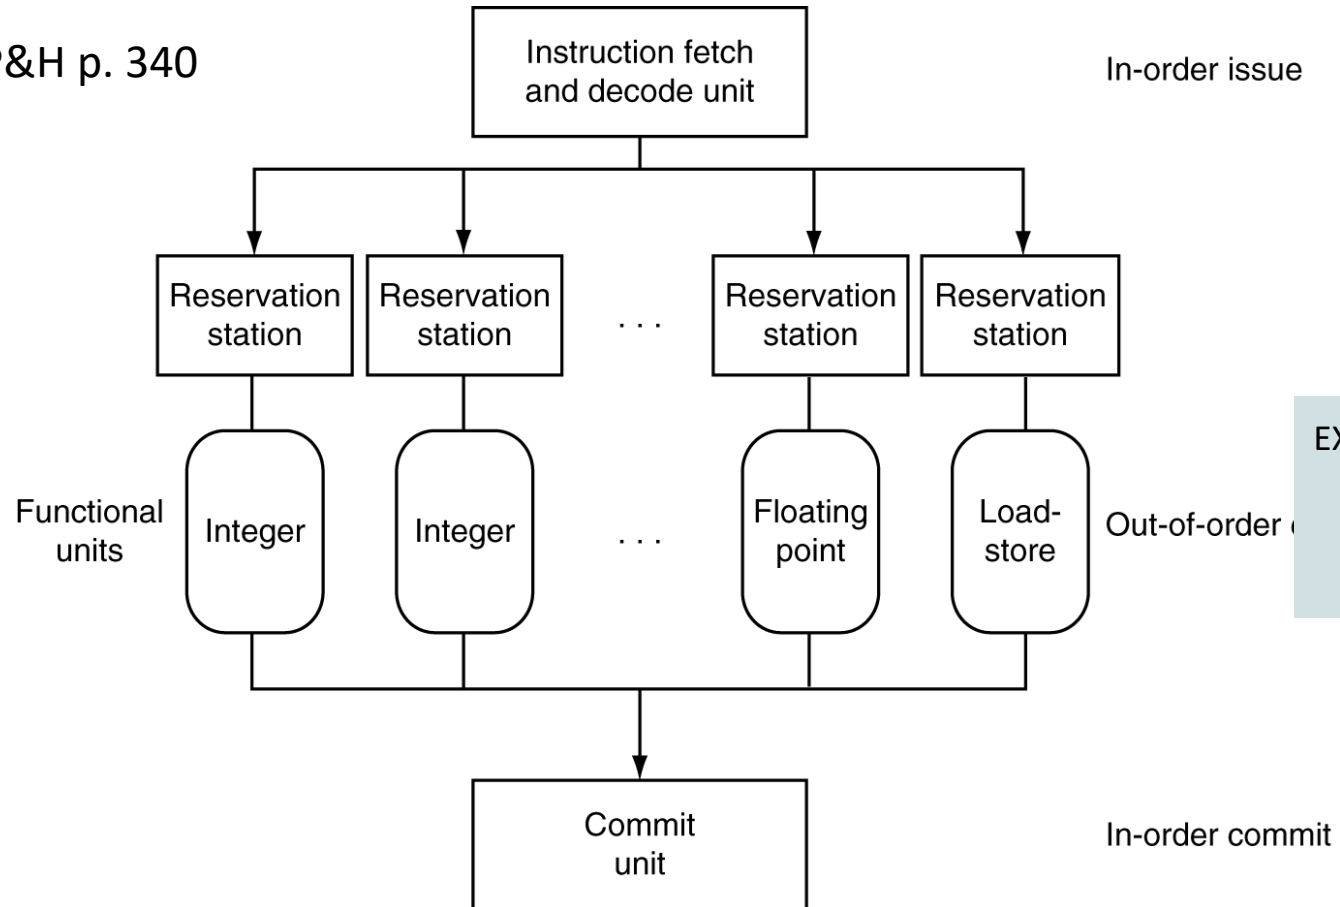 &H p. 340
Instruction fetch
and decode unit
In-order issue
Reservation
station
Reservation
station
. . .
Reservation
station
Reservation
station
Functional
units
Integer
Integer
. . .
Floating
point
Load-
store
Out-of-order
Commit
unit
In-order commit